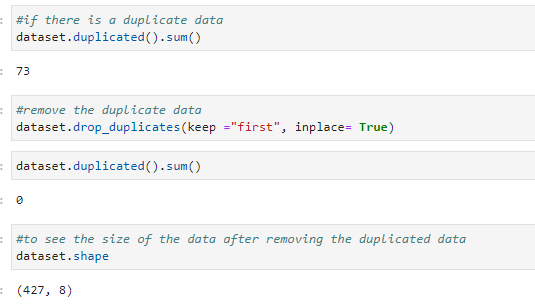 #if there is a duplicate data
dataset.duplicated().sum()
73
#remove the duplicate data
dataset.drop_duplicates(keep ="first", inplace= True)
dataset.duplicated().sum()
0
#to see the size of the data after removing the duplicated data
dataset.shape
(427, 8)